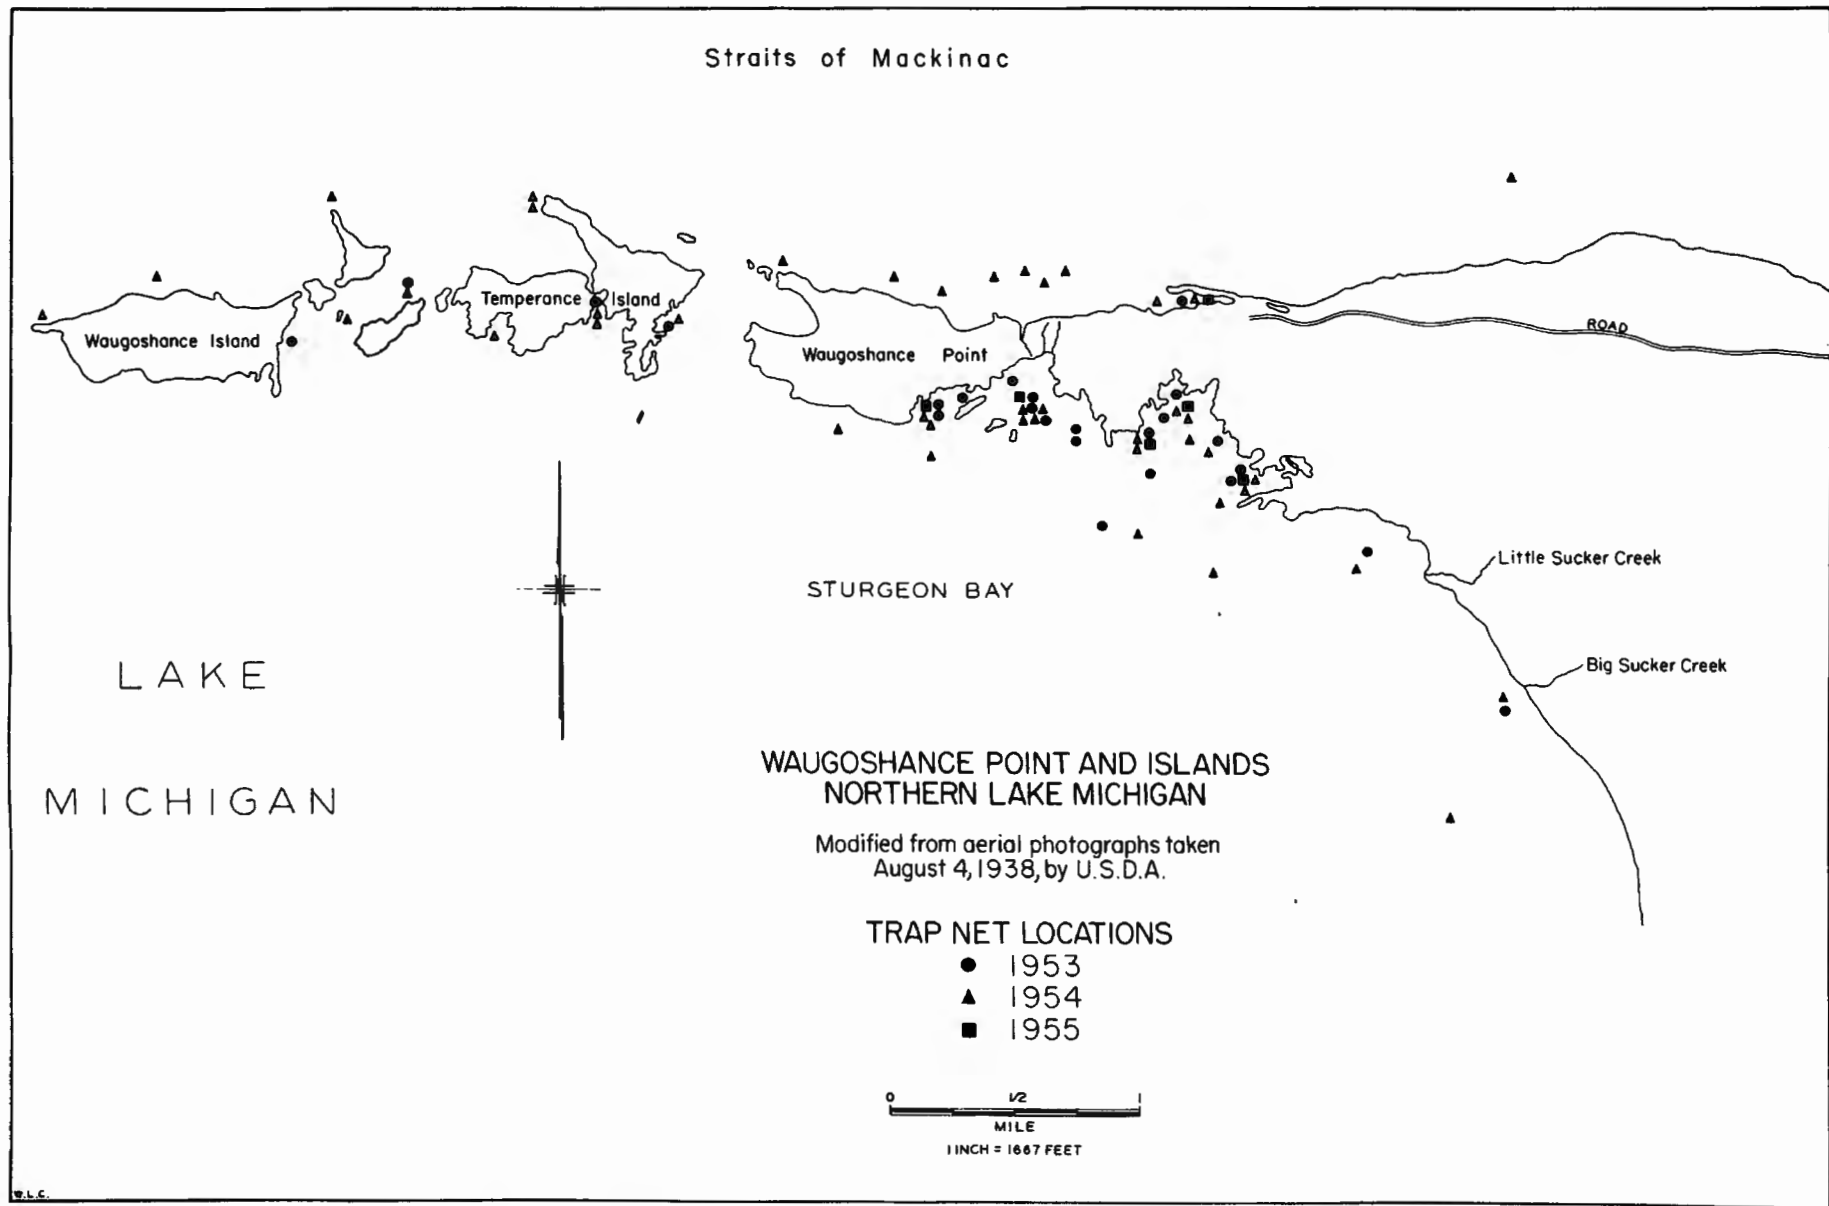 Straits of Mackinac
Waugoshance Island
Temperance Island
Waugoshance Point
ROAD
Little Sucker Creek
STURGEON BAY
Big Sucker Creek
LAKE
MICHIGAN
WAUGOSHANCE POINT AND ISLANDS
NORTHERN LAKE MICHIGAN
Modified from aerial photographs taken
August 4, 1938, by U.S.D.A.
TRAP NET LOCATIONS
1953
1954
1955
0 1/2 1
MILE
1 INCH = 1667 FEET
W.L.C.